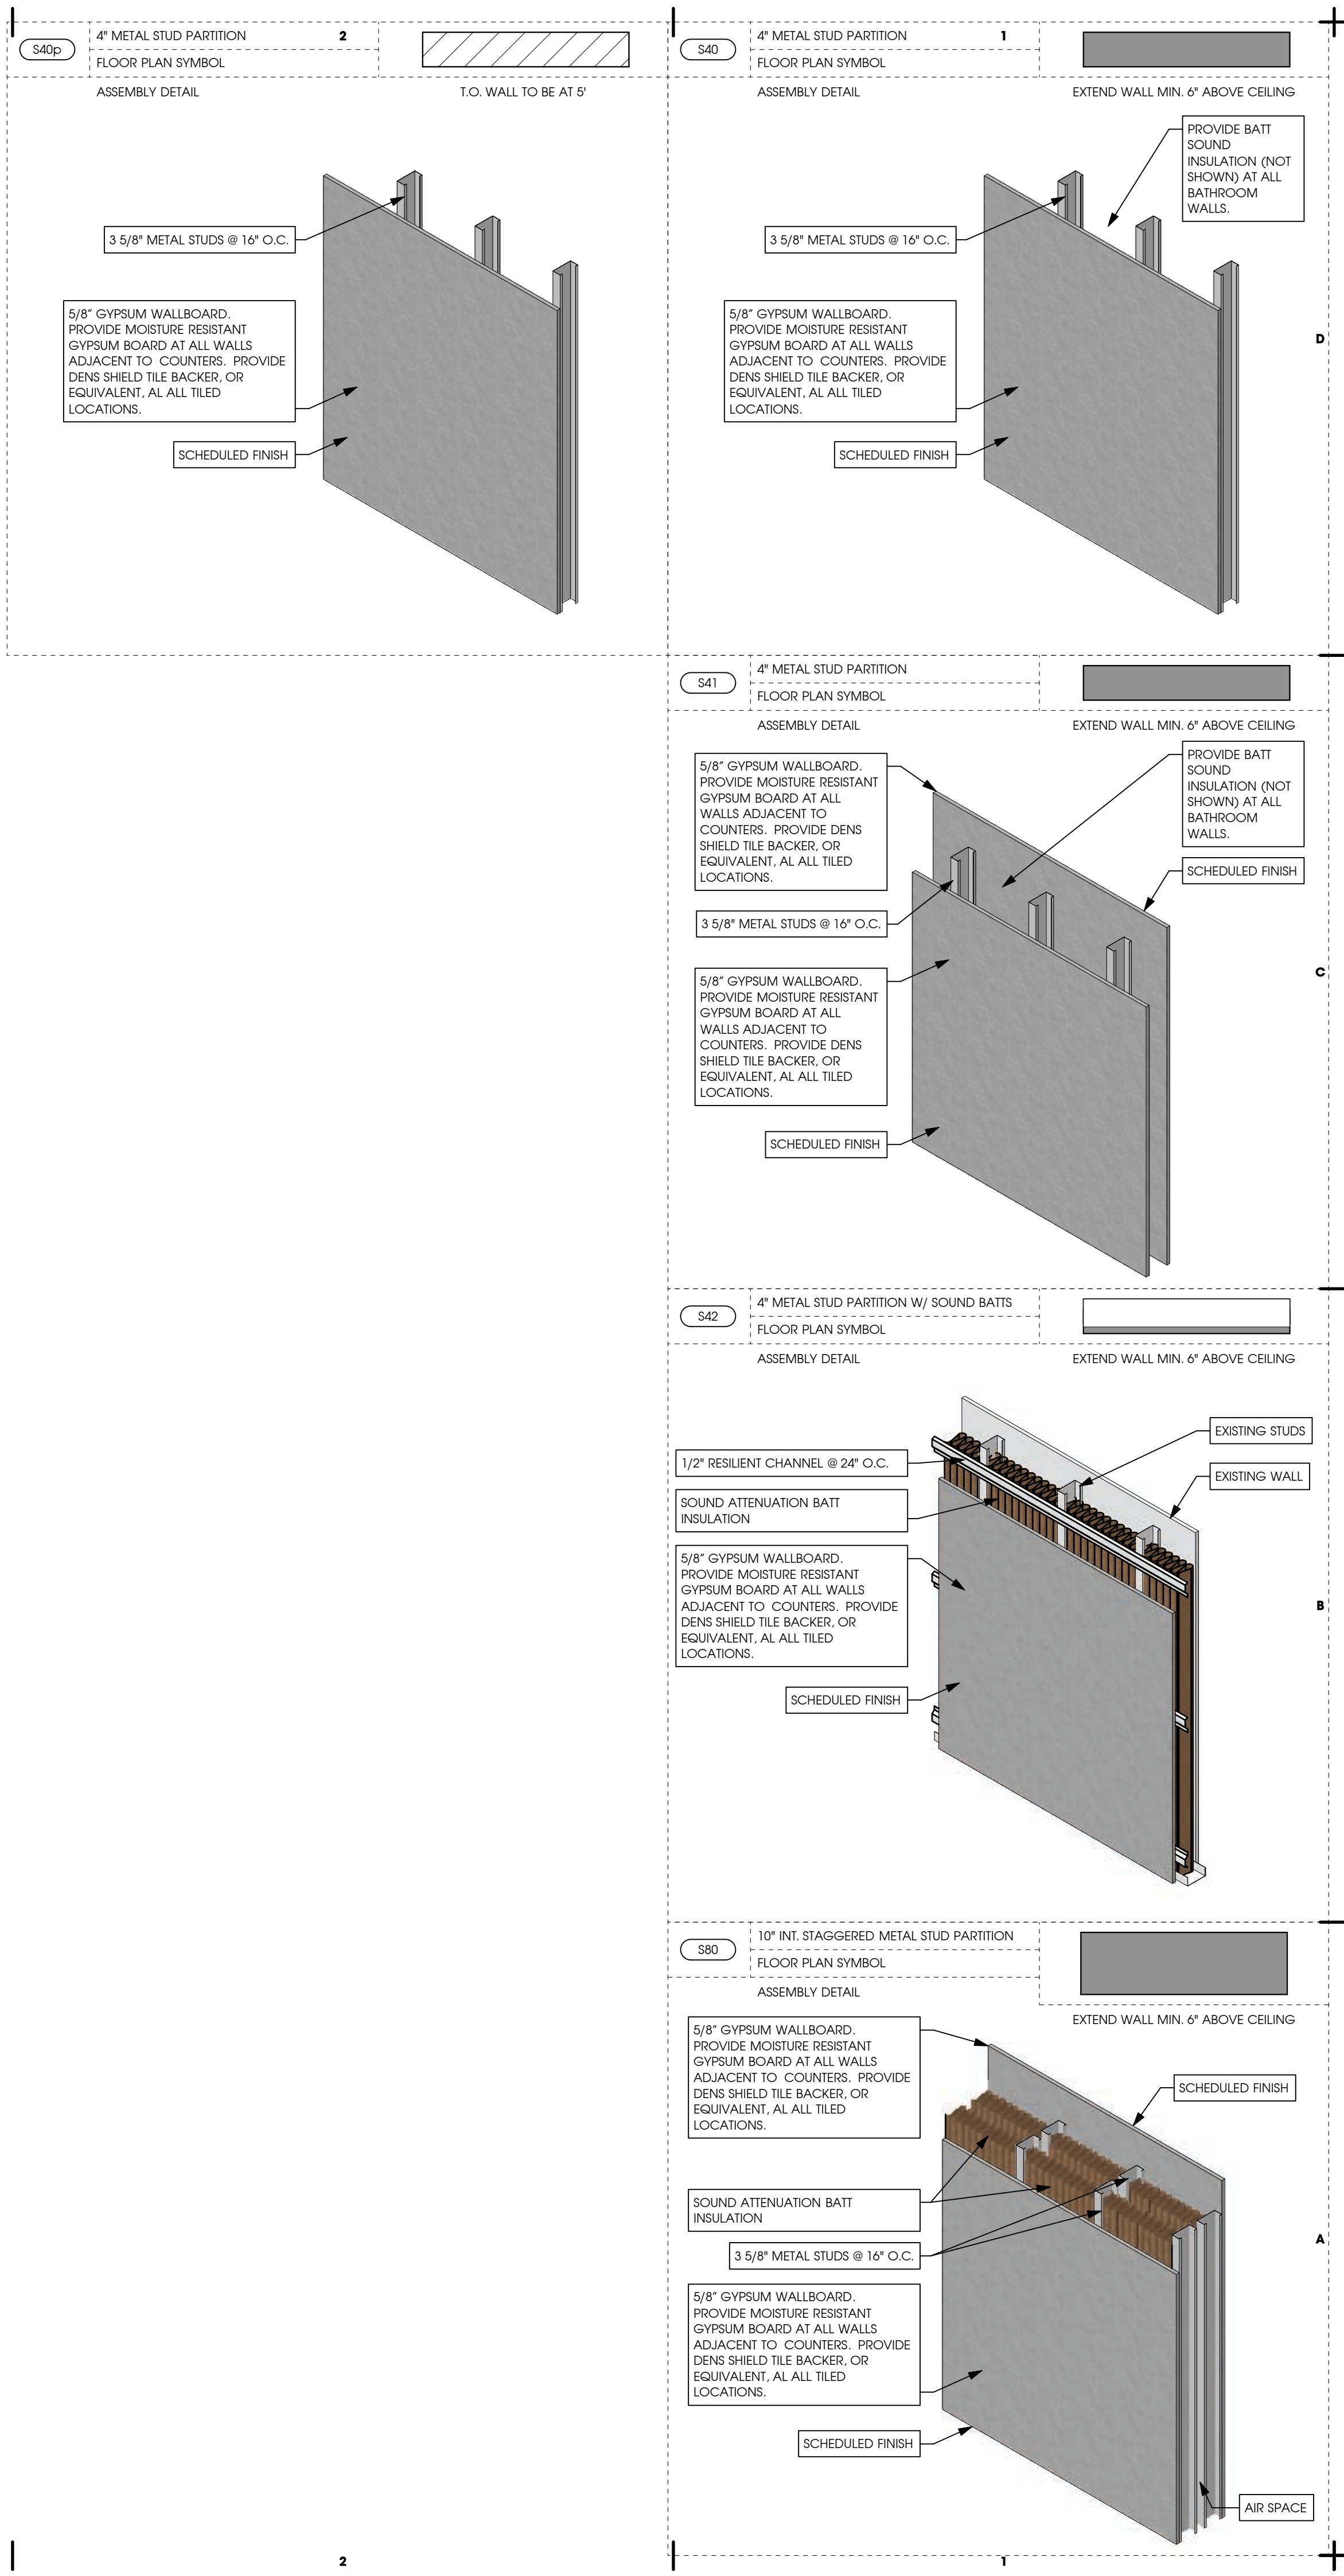 S40p
4" METAL STUD PARTITION
2
FLOOR PLAN SYMBOL
ASSEMBLY DETAIL
T.O. WALL TO BE AT 5'
3 5/8" METAL STUDS @ 16" O.C.
5/8" GYPSUM WALLBOARD.
PROVIDE MOISTURE RESISTANT
GYPSUM BOARD AT ALL WALLS
ADJACENT TO COUNTERS. PROVIDE
DENS SHIELD TILE BACKER, OR
EQUIVALENT, AL ALL TILED
LOCATIONS.
SCHEDULED FINISH
S40
4" METAL STUD PARTITION
1
FLOOR PLAN SYMBOL
ASSEMBLY DETAIL
EXTEND WALL MIN. 6" ABOVE CEILING
PROVIDE BATT
SOUND
INSULATION (NOT
SHOWN) AT ALL
BATHROOM
WALLS.
3 5/8" METAL STUDS @ 16" O.C.
5/8" GYPSUM WALLBOARD.
PROVIDE MOISTURE RESISTANT
GYPSUM BOARD AT ALL WALLS
ADJACENT TO COUNTERS. PROVIDE
DENS SHIELD TILE BACKER, OR
EQUIVALENT, AL ALL TILED
LOCATIONS.
SCHEDULED FINISH
D
S41
4" METAL STUD PARTITION
FLOOR PLAN SYMBOL
ASSEMBLY DETAIL
EXTEND WALL MIN. 6" ABOVE CEILING
5/8" GYPSUM WALLBOARD.
PROVIDE MOISTURE RESISTANT
GYPSUM BOARD AT ALL
WALLS ADJACENT TO
COUNTERS. PROVIDE DENS
SHIELD TILE BACKER, OR
EQUIVALENT, AL ALL TILED
LOCATIONS.
PROVIDE BATT
SOUND
INSULATION (NOT
SHOWN) AT ALL
BATHROOM
WALLS.
SCHEDULED FINISH
3 5/8" METAL STUDS @ 16" O.C.
5/8" GYPSUM WALLBOARD.
PROVIDE MOISTURE RESISTANT
GYPSUM BOARD AT ALL
WALLS ADJACENT TO
COUNTERS. PROVIDE DENS
SHIELD TILE BACKER, OR
EQUIVALENT, AL ALL TILED
LOCATIONS.
SCHEDULED FINISH
C
S42
4" METAL STUD PARTITION W/ SOUND BATTS
FLOOR PLAN SYMBOL
ASSEMBLY DETAIL
EXTEND WALL MIN. 6" ABOVE CEILING
EXISTING STUDS
1/2" RESILIENT CHANNEL @ 24" O.C.
EXISTING WALL
SOUND ATTENUATION BATT
INSULATION
5/8" GYPSUM WALLBOARD.
PROVIDE MOISTURE RESISTANT
GYPSUM BOARD AT ALL WALLS
ADJACENT TO COUNTERS. PROVIDE
DENS SHIELD TILE BACKER, OR
EQUIVALENT, AL ALL TILED
LOCATIONS.
SCHEDULED FINISH
B
S80
10" INT. STAGGERED METAL STUD PARTITION
FLOOR PLAN SYMBOL
ASSEMBLY DETAIL
EXTEND WALL MIN. 6" ABOVE CEILING
5/8" GYPSUM WALLBOARD.
PROVIDE MOISTURE RESISTANT
GYPSUM BOARD AT ALL WALLS
ADJACENT TO COUNTERS. PROVIDE
DENS SHIELD TILE BACKER, OR
EQUIVALENT, AL ALL TILED
LOCATIONS.
SCHEDULED FINISH
SOUND ATTENUATION BATT
INSULATION
3 5/8" METAL STUDS @ 16" O.C.
A
5/8" GYPSUM WALLBOARD.
PROVIDE MOISTURE RESISTANT
GYPSUM BOARD AT ALL WALLS
ADJACENT TO COUNTERS. PROVIDE
DENS SHIELD TILE BACKER, OR
EQUIVALENT, AL ALL TILED
LOCATIONS.
SCHEDULED FINISH
AIR SPACE
2
1